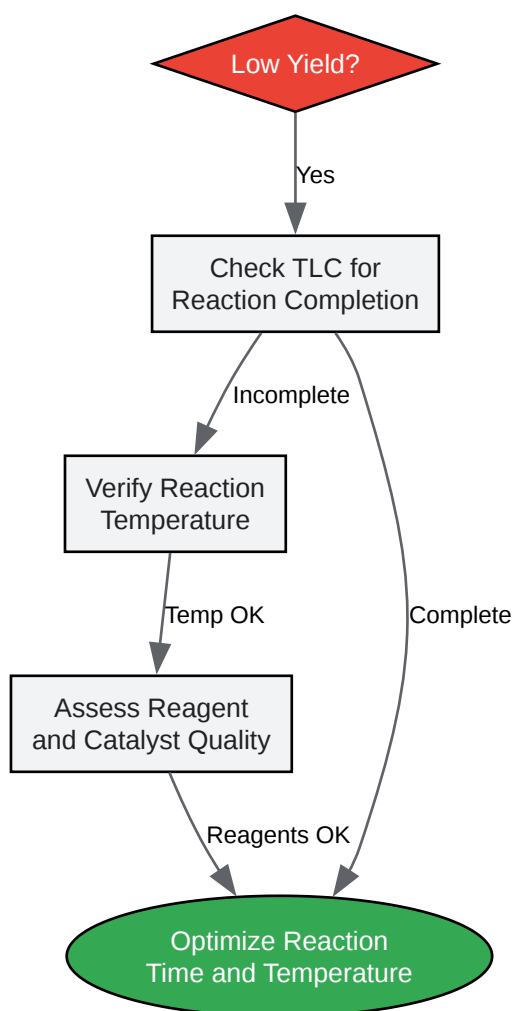 Low Yield?
Yes
Check TLC for
Reaction Completion
Incomplete
Verify Reaction
Temperature
Temp OK
Complete
Assess Reagent
and Catalyst Quality
Reagents OK
Optimize Reaction
Time and Temperature